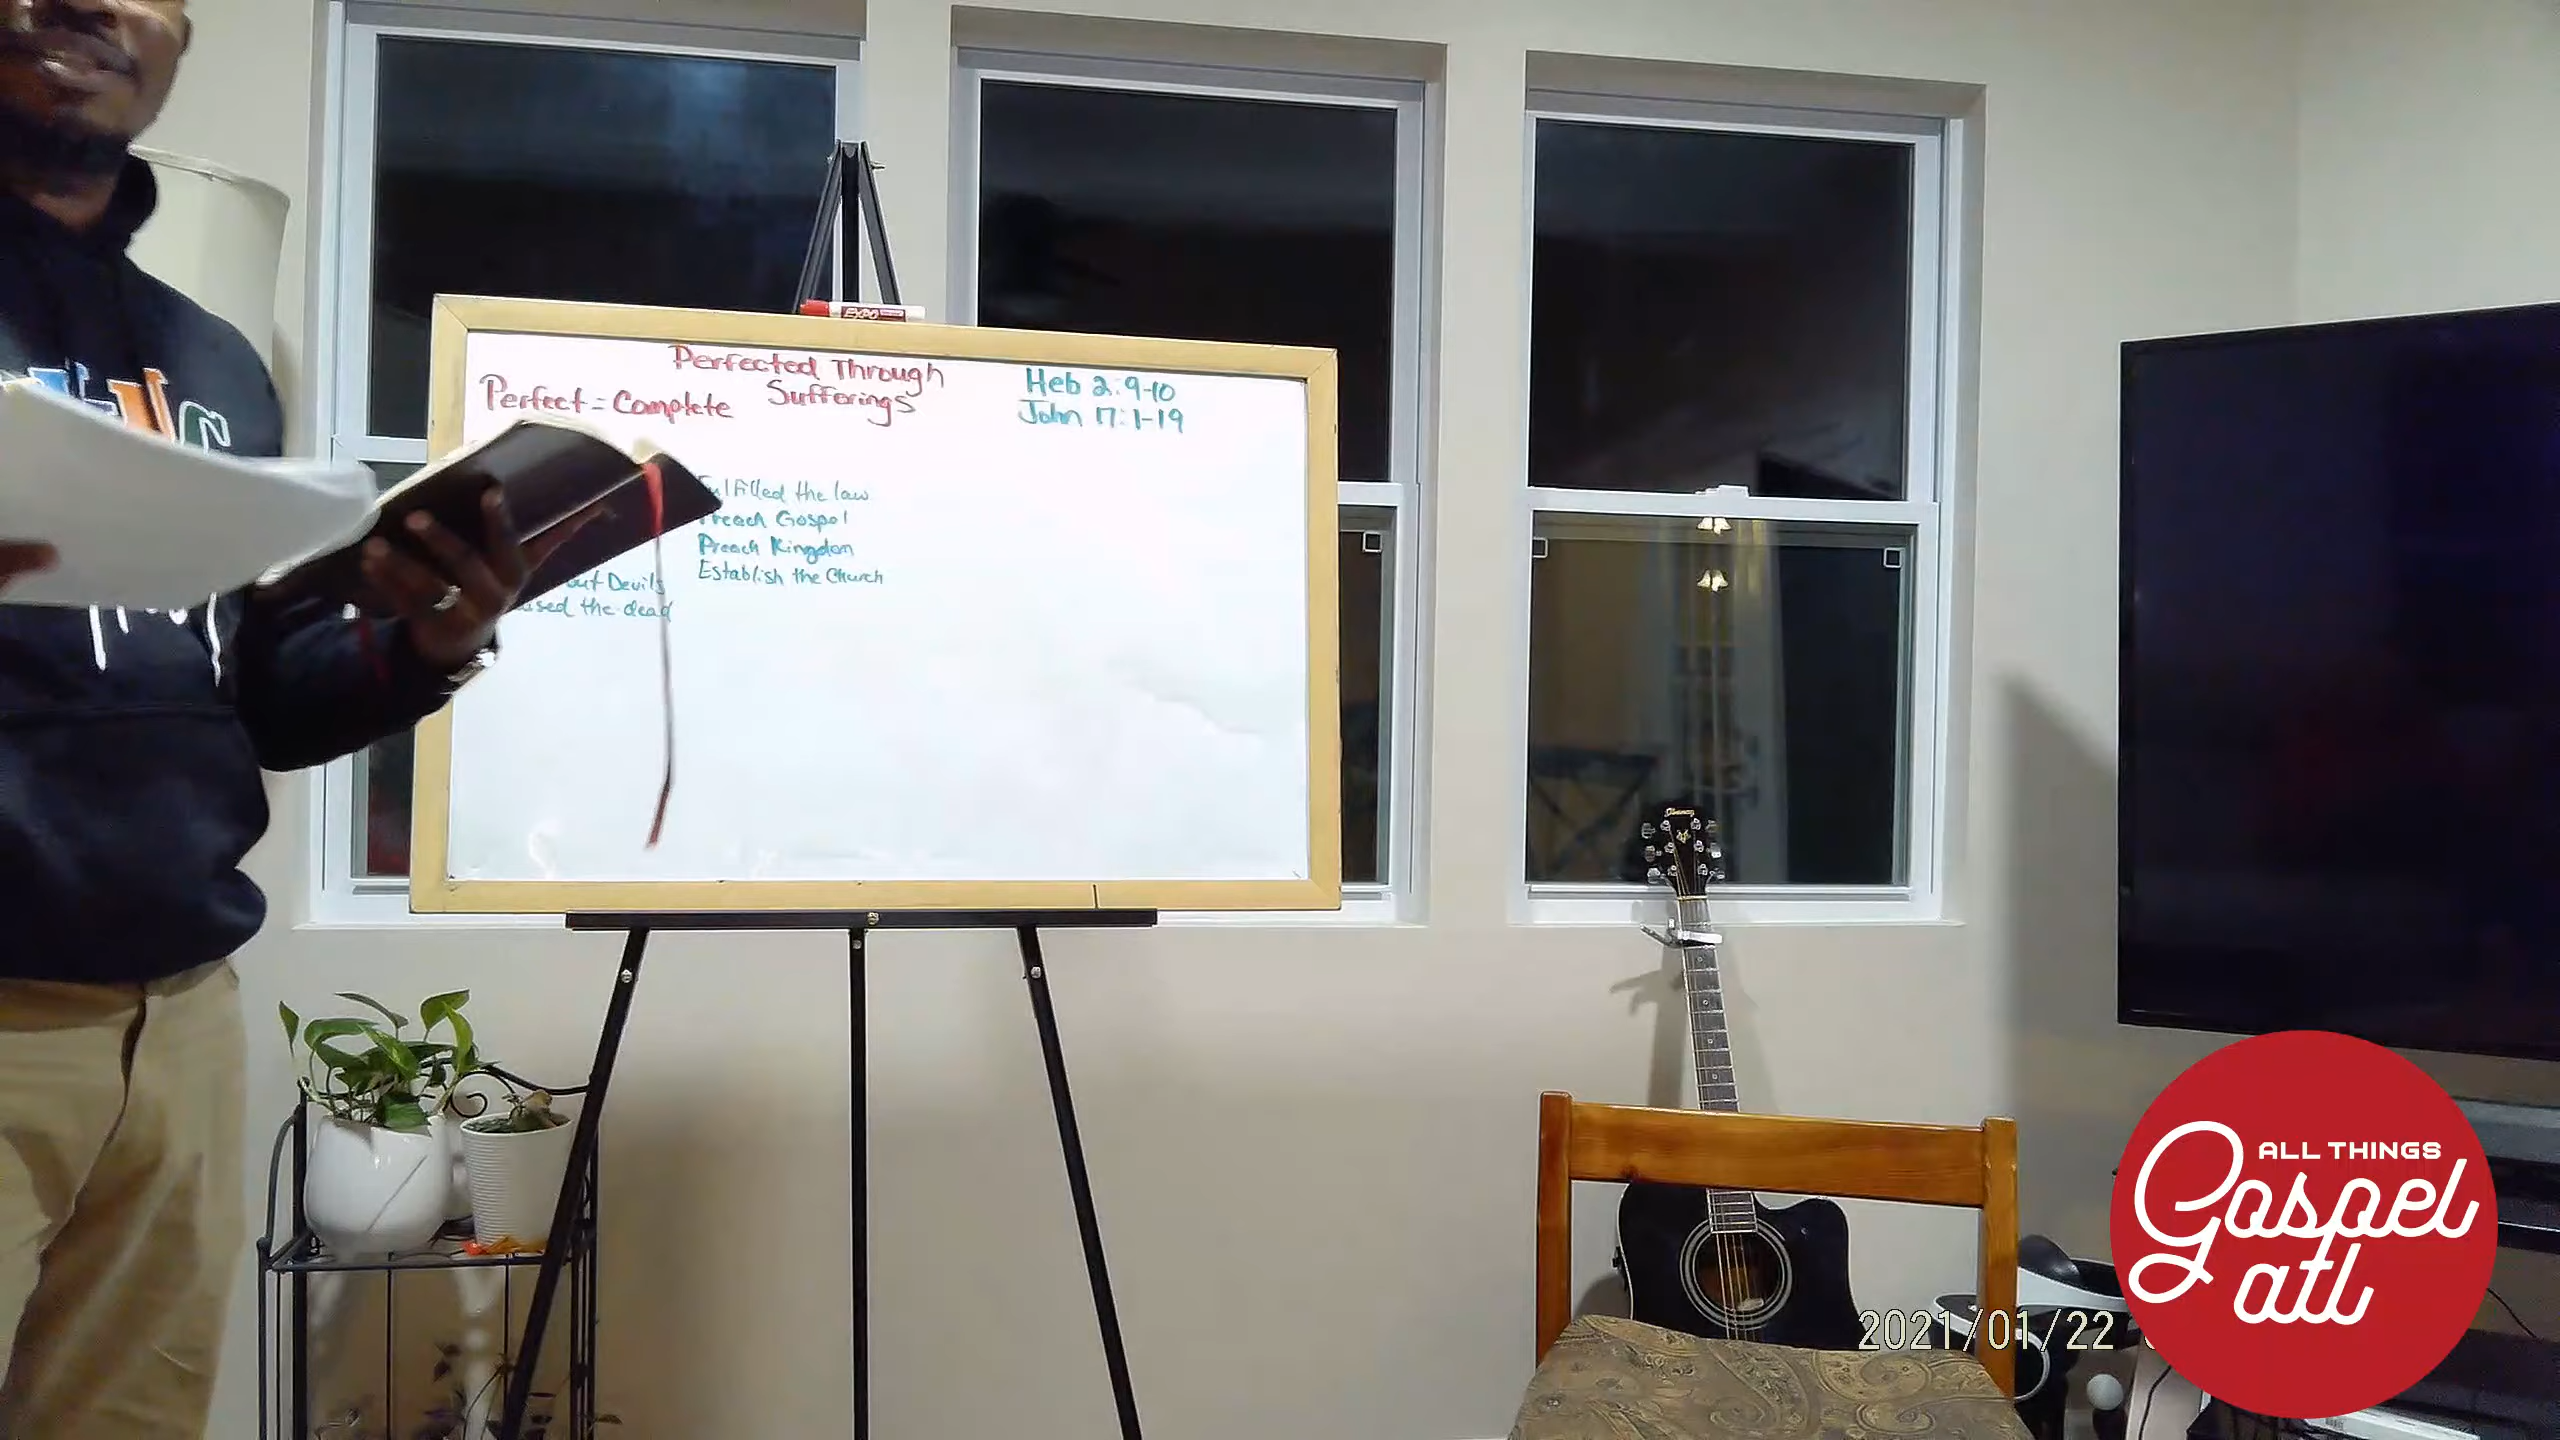 EXPO
Perfected Through
Sufferings
Perfect = Complete
Heb 2:9-10
John 17:1-19
Fulfilled the law
Preach Gospel
Preach Kingdom
Establish the Church
out Devils
the dead
Ibanez
2021/01/22
ALL THINGS
Gospel
atl